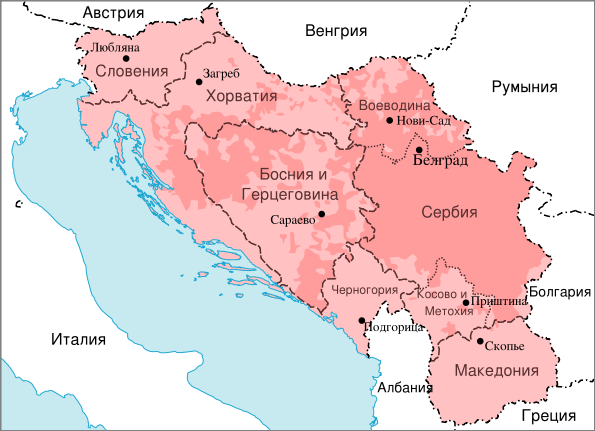 Австрия
Венгрия
Любляна
Словения
Загреб
Хорватия
Румыния
Воеводина
Нови-Сад
Белград
Босния и
Герцеговина
Сараево
Сербия
Черногория
Косово и
Метохия
Приштина
Болгария
Подгорица
Италия
Скопье
Македония
Албания
Греция